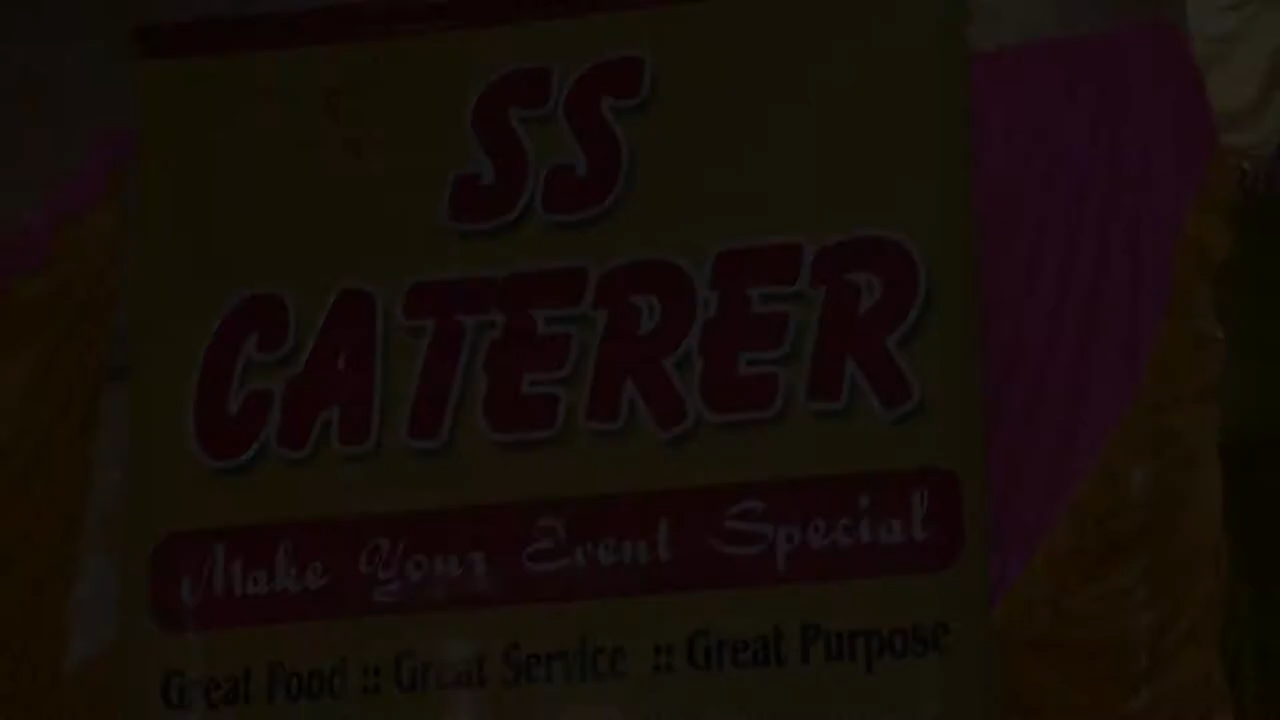 SS
CATERER
Make Your Event Special
Great Food :: Great Service :: Great Purpose